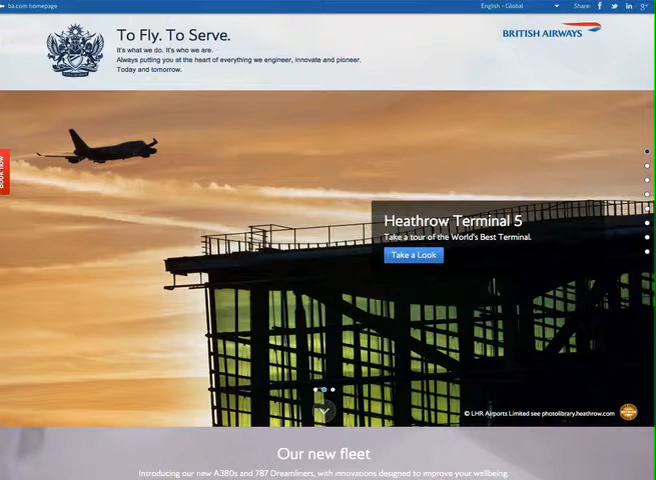 ba.com homepage
English - Global
Share:
To Fly. To Serve.
It's what we do. It's who we are.
Always putting you at the heart of everything we engineer, innovate and pioneer.
Today and tomorrow.
BRITISH AIRWAYS
Book now
Heathrow Terminal 5
Take a tour of the World's Best Terminal.
Take a Look
© LHR Airports Limited see photolibrary.heathrow.com
Our new fleet
Introducing our new A380s and 787 Dreamliners, with innovations designed to improve your wellbeing.